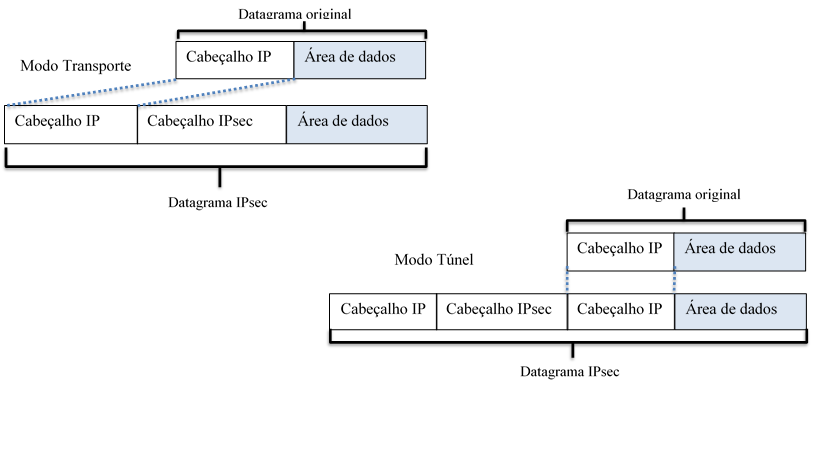 Datagrama original
Cabeçalho IP Área de dados
Modo Transporte
Cabeçalho IP Cabeçalho IPsec Área de dados
Datagrama IPsec
Datagrama original
Cabeçalho IP Área de dados
Modo Túnel
Cabeçalho IP Cabeçalho IPsec Cabeçalho IP Área de dados
Datagrama IPsec